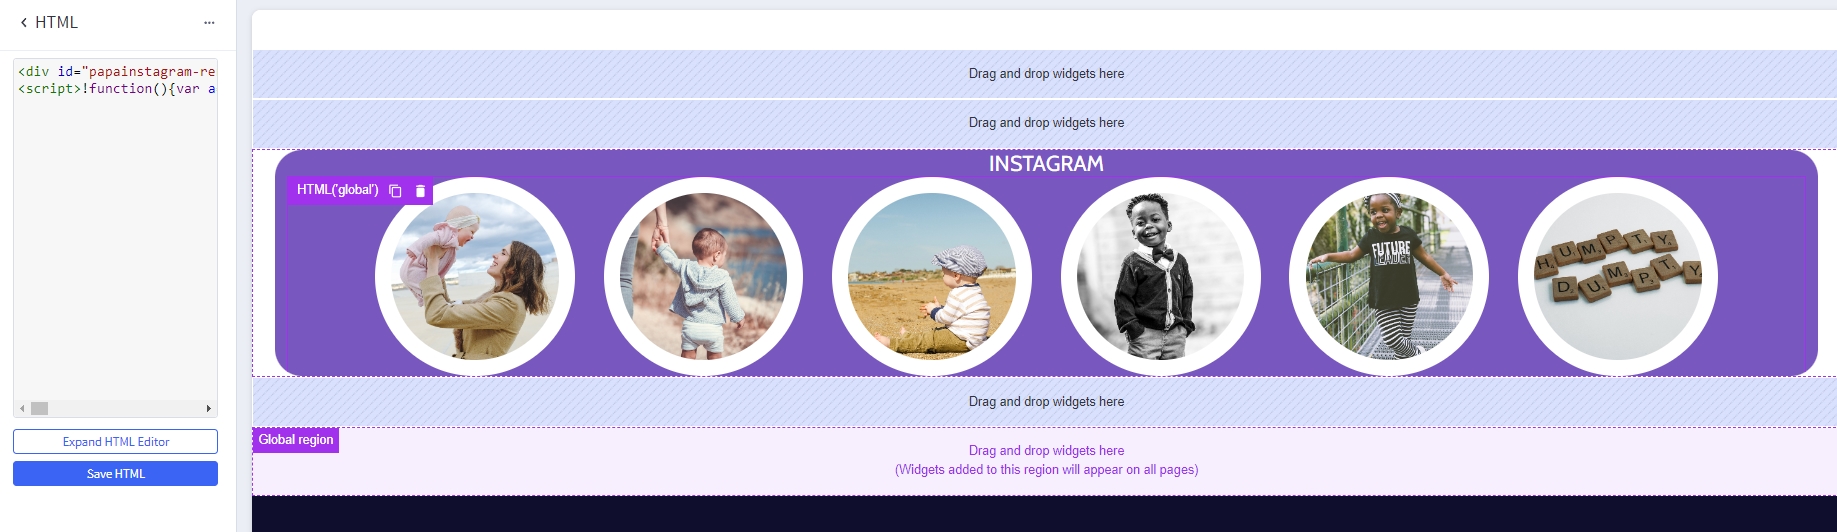 HTML
<div id="papainstagram-re
<script>!function(){var a
Expand HTML Editor
Save HTML
Drag and drop widgets here
Drag and drop widgets here
INSTAGRAM
HTML('global')
FUTURE
LEADER
HUMPTY
DUMPTY
Drag and drop widgets here
Global region
Drag and drop widgets here
(Widgets added to this region will appear on all pages)